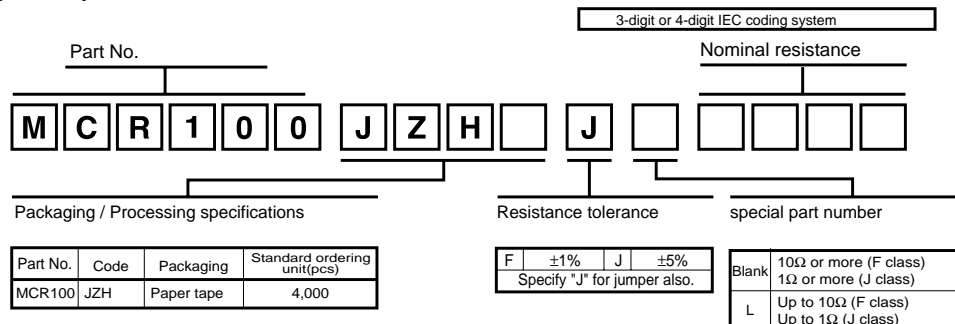 3-digit or 4-digit IEC coding system
Part No.
Nominal resistance
M C R 1 0 0 J Z H J
Packaging / Processing specifications
Resistance tolerance
special part number
Part No. Code Packaging Standard ordering unit(pcs)
MCR100 JZH Paper tape 4,000
F ±1% J ±5%
Specify "J" for jumper also.
Blank 10Ω or more (F class)
1Ω or more (J class)
L Up to 10Ω (F class)
Up to 1Ω (J class)